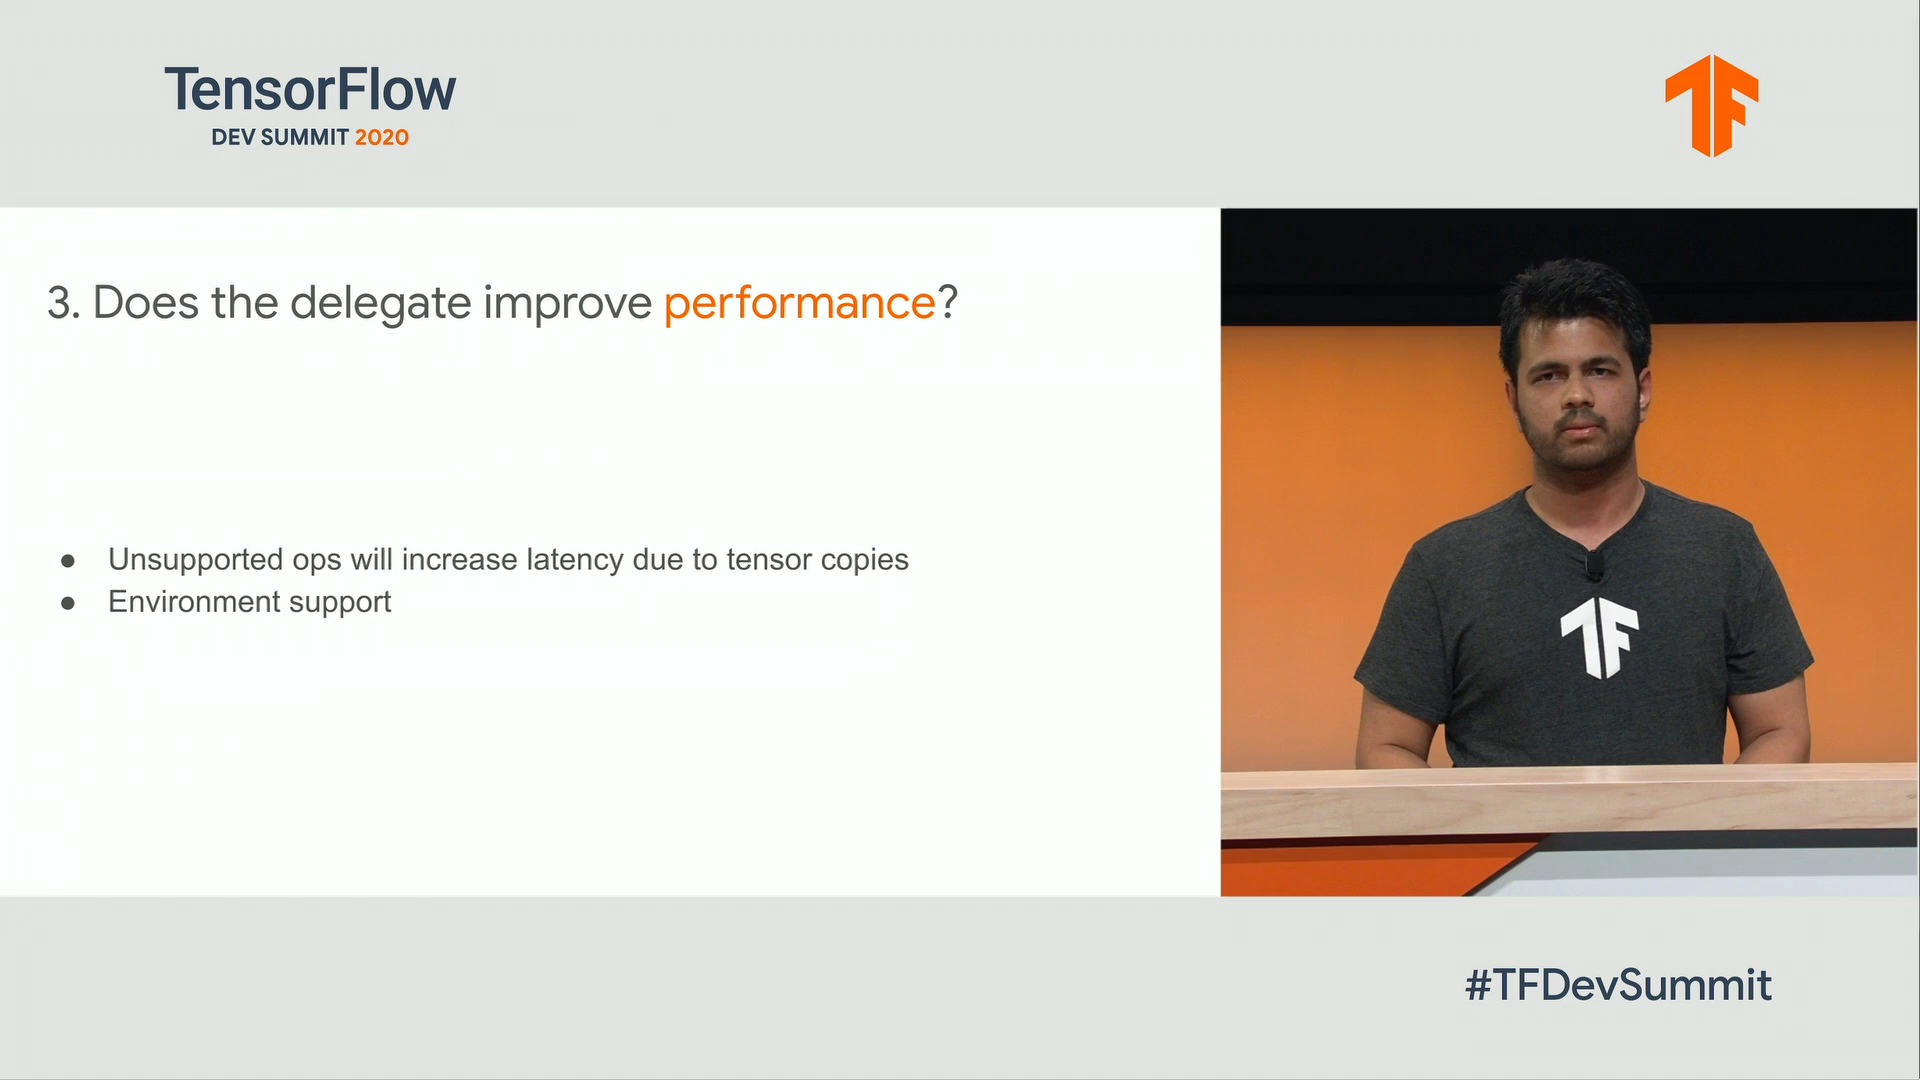 TensorFlow
DEV SUMMIT 2020
3. Does the delegate improve performance?
● Unsupported ops will increase latency due to tensor copies
● Environment support
#TFDevSummit